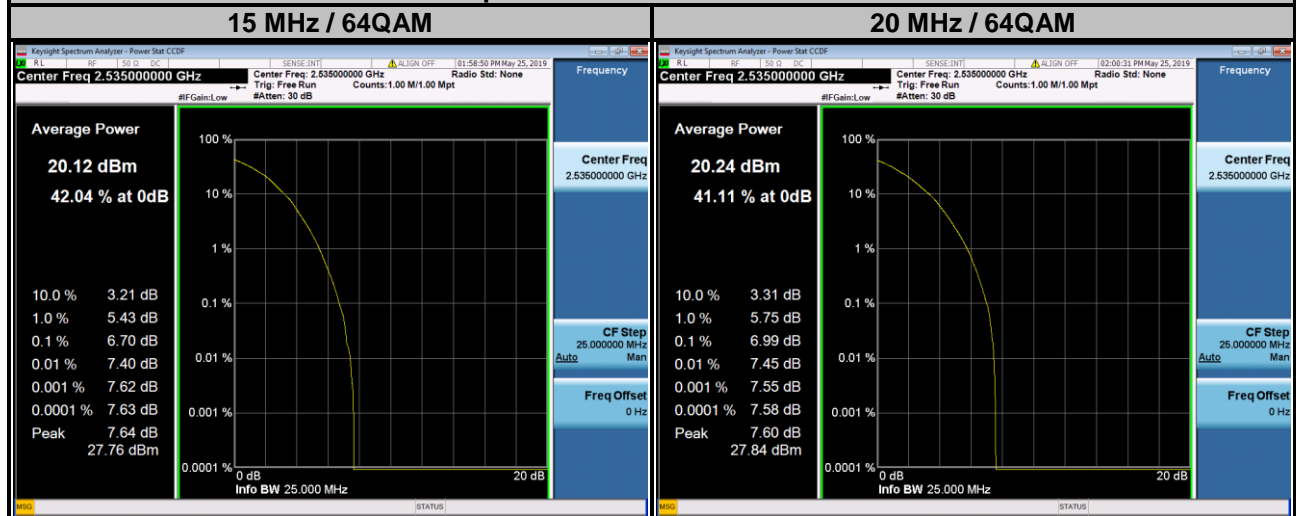 15 MHz / 64QAM
Keysight Spectrum Analyzer - Power Stat CCDF
RL RF 50 Ω DC SENSE:INT ALIGN OFF 01:58:50 PM May 25, 2019
Center Freq 2.535000000 GHz
Center Freq: 2.535000000 GHz Radio Std: None
Trig: Free Run Counts:1.00 M/1.00 Mpt
#IFGain:Low #Atten: 30 dB
Average Power
20.12 dBm
42.04 % at 0dB
10.0 % 3.21 dB
1.0 % 5.43 dB
0.1 % 6.70 dB
0.01 % 7.40 dB
0.001 % 7.62 dB
0.0001 % 7.63 dB
Peak 7.64 dB
27.76 dBm
100 %
10 %
1 %
0.1 %
0.01 %
0.001 %
0.0001 %
0 dB 20 dB
Info BW 25.000 MHz
Frequency
Center Freq
2.535000000 GHz
CF Step
25.000000 MHz
Auto Man
Freq Offset
0 Hz
MSG STATUS
20 MHz / 64QAM
Keysight Spectrum Analyzer - Power Stat CCDF
RL RF 50 Ω DC SENSE:INT ALIGN OFF 02:00:31 PM May 25, 2019
Center Freq 2.535000000 GHz
Center Freq: 2.535000000 GHz Radio Std: None
Trig: Free Run Counts:1.00 M/1.00 Mpt
#IFGain:Low #Atten: 30 dB
Average Power
20.24 dBm
41.11 % at 0dB
10.0 % 3.31 dB
1.0 % 5.75 dB
0.1 % 6.99 dB
0.01 % 7.45 dB
0.001 % 7.55 dB
0.0001 % 7.58 dB
Peak 7.60 dB
27.84 dBm
100 %
10 %
1 %
0.1 %
0.01 %
0.001 %
0.0001 %
0 dB 20 dB
Info BW 25.000 MHz
Frequency
Center Freq
2.535000000 GHz
CF Step
25.000000 MHz
Auto Man
Freq Offset
0 Hz
MSG STATUS